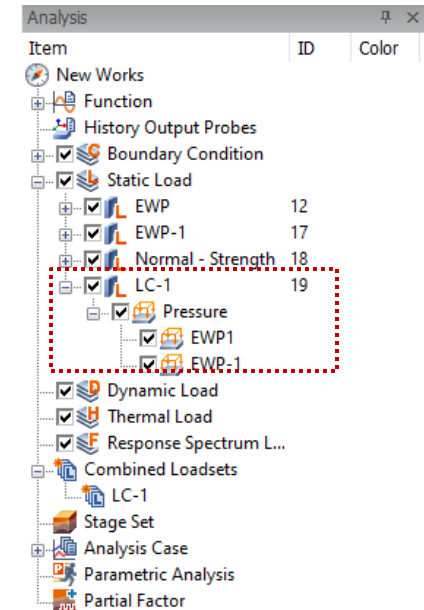 Analysis
Item ID Color
New Works
Function
History Output Probes
Boundary Condition
Static Load
EWP 12
EWP-1 17
Normal - Strength 18
LC-1 19
Pressure
EWP1
EWP-1
Dynamic Load
Thermal Load
Response Spectrum L...
Combined Loadsets
LC-1
Stage Set
Analysis Case
Parametric Analysis
Partial Factor